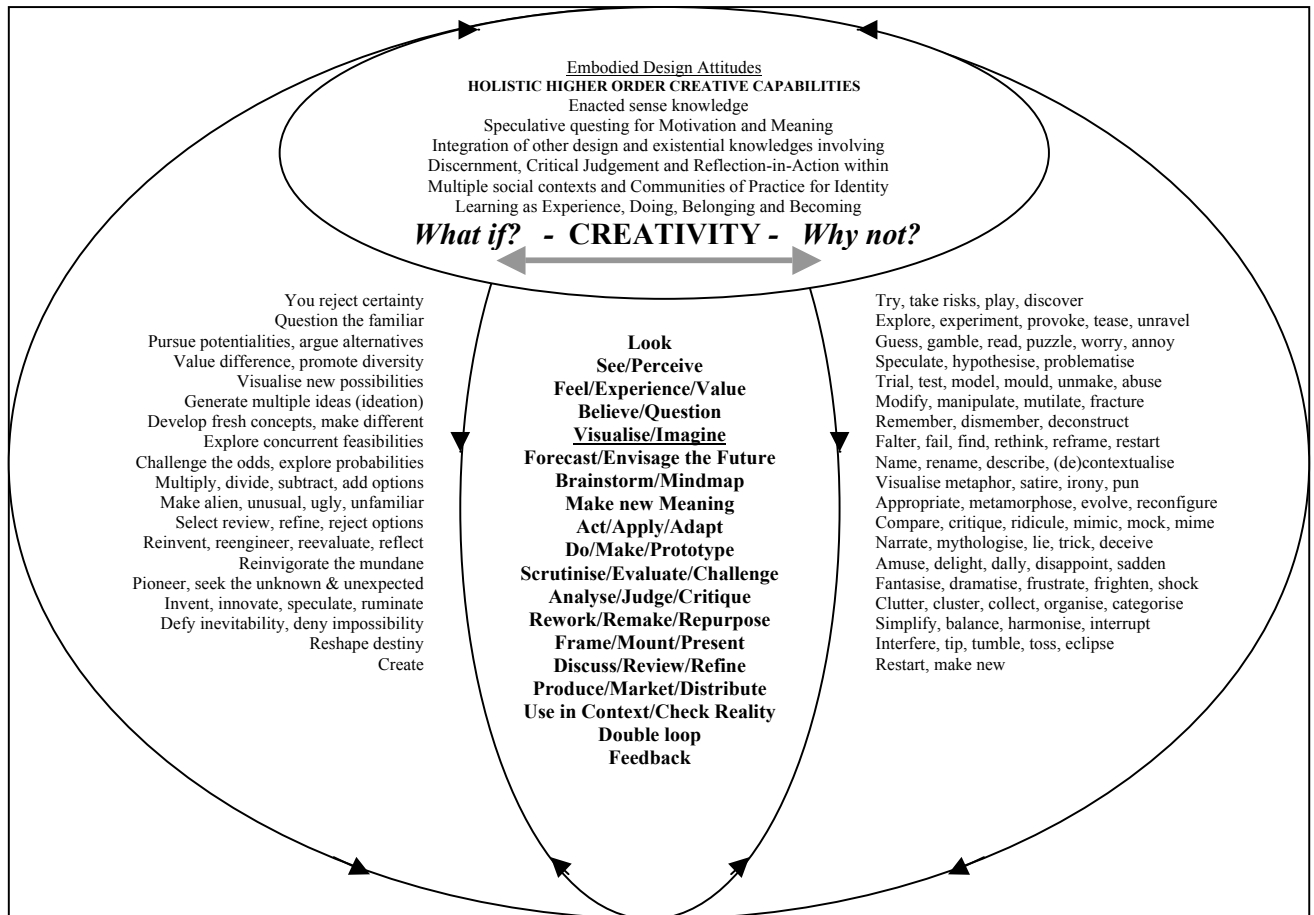 Embodied Design Attitudes
HOLISTIC HIGHER ORDER CREATIVE CAPABILITIES
Enacted sense knowledge
Speculative questing for Motivation and Meaning
Integration of other design and existential knowledges involving
Discernment, Critical Judgement and Reflection-in-Action within
Multiple social contexts and Communities of Practice for Identity
Learning as Experience, Doing, Belonging and Becoming
What if? - CREATIVITY - Why not?
You reject certainty
Question the familiar
Pursue potentialities, argue alternatives
Value difference, promote diversity
Visualise new possibilities
Generate multiple ideas (ideation)
Develop fresh concepts, make different
Explore concurrent feasibilities
Challenge the odds, explore probabilities
Multiply, divide, subtract, add options
Make alien, unusual, ugly, unfamiliar
Select review, refine, reject options
Reinvent, reengineer, reevaluate, reflect
Reinvigorate the mundane
Pioneer, seek the unknown & unexpected
Invent, innovate, speculate, ruminate
Defy inevitability, deny impossibility
Reshape destiny
Create
Look
See/Perceive
Feel/Experience/Value
Believe/Question
Visualise/Imagine
Forecast/Envisage the Future
Brainstorm/Mindmap
Make new Meaning
Act/Apply/Adapt
Do/Make/Prototype
Scrutinise/Evaluate/Challenge
Analyse/Judge/Critique
Rework/Remake/Repurpose
Frame/Mount/Present
Discuss/Review/Refine
Produce/Market/Distribute
Use in Context/Check Reality
Double loop
Feedback
Try, take risks, play, discover
Explore, experiment, provoke, tease, unravel
Guess, gamble, read, puzzle, worry, annoy
Speculate, hypothesise, problematise
Trial, test, model, mould, unmake, abuse
Modify, manipulate, mutilate, fracture
Remember, dismember, deconstruct
Falter, fail, find, rethink, reframe, restart
Name, rename, describe, (de)contextualise
Visualise metaphor, satire, irony, pun
Appropriate, metamorphose, evolve, reconfigure
Compare, critique, ridicule, mimic, mock, mime
Narrate, mythologise, lie, trick, deceive
Amuse, delight, dally, disappoint, sadden
Fantasise, dramatise, frustrate, frighten, shock
Clutter, cluster, collect, organise, categorise
Simplify, balance, harmonise, interrupt
Interfere, tip, tumble, toss, eclipse
Restart, make new